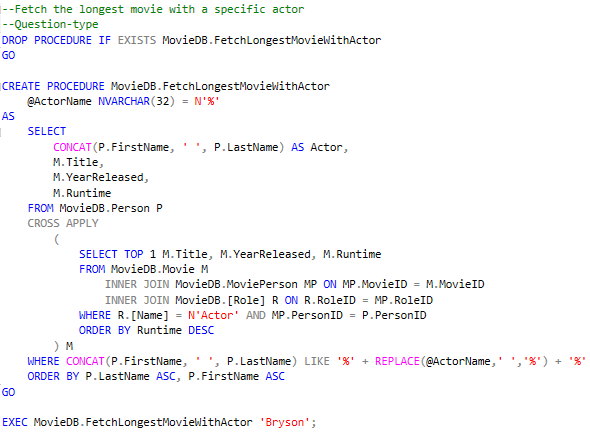 --Fetch the longest movie with a specific actor
--Question-type
DROP PROCEDURE IF EXISTS MovieDB.FetchLongestMovieWithActor
GO
CREATE PROCEDURE MovieDB.FetchLongestMovieWithActor
    @ActorName NVARCHAR(32) = N'%'
AS
    SELECT
        CONCAT(P.FirstName, ' ', P.LastName) AS Actor,
        M.Title,
        M.YearReleased,
        M.Runtime
    FROM MovieDB.Person P
    CROSS APPLY
        (
            SELECT TOP 1 M.Title, M.YearReleased, M.Runtime
            FROM MovieDB.Movie M
                INNER JOIN MovieDB.MoviePerson MP ON MP.MovieID = M.MovieID
                INNER JOIN MovieDB.[Role] R ON R.RoleID = MP.RoleID
            WHERE R.[Name] = N'Actor' AND MP.PersonID = P.PersonID
            ORDER BY Runtime DESC
        ) M
    WHERE CONCAT(P.FirstName, ' ', P.LastName) LIKE '%' + REPLACE(@ActorName,' ','%') + '%'
    ORDER BY P.LastName ASC, P.FirstName ASC
GO
EXEC MovieDB.FetchLongestMovieWithActor 'Bryson';